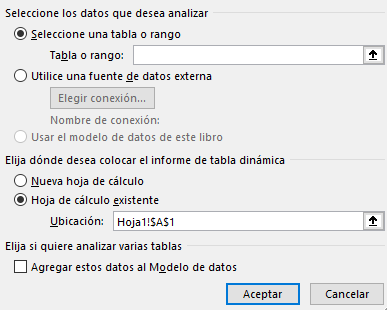 Seleccione los datos que desea analizar
Seleccione una tabla o rango
Tabla o rango:
Utilice una fuente de datos externa
Elegir conexión...
Nombre de conexión:
Usar el modelo de datos de este libro
Elija dónde desea colocar el informe de tabla dinámica
Nueva hoja de cálculo
Hoja de cálculo existente
Ubicación: Hoja1!$A$1
Elija si quiere analizar varias tablas
Agregar estos datos al Modelo de datos
Aceptar Cancelar